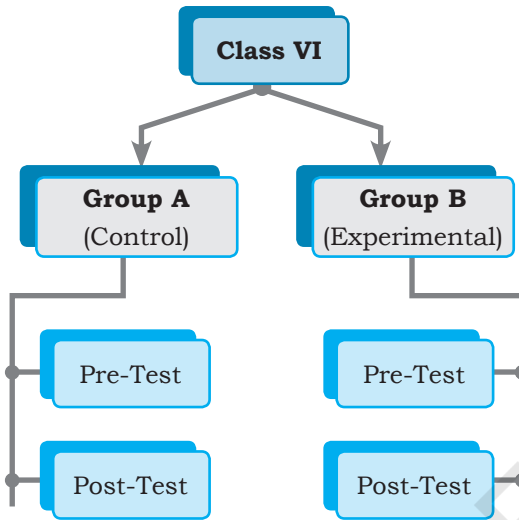 Class VI
Group A
(Control)
Group B
(Experimental)
Pre-Test
Pre-Test
Post-Test
Post-Test